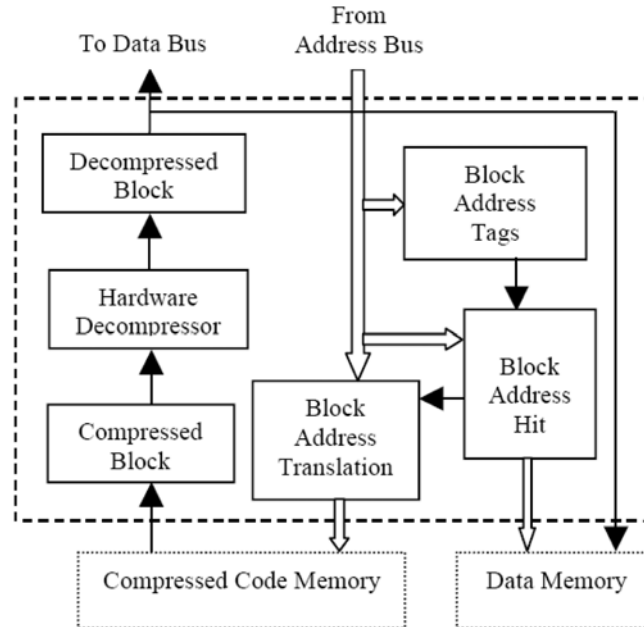 To Data Bus
From
Address Bus
Decompressed
Block
Block
Address
Tags
Hardware
Decompressor
Block
Address
Hit
Block
Address
Translation
Compressed
Block
Compressed Code Memory
Data Memory